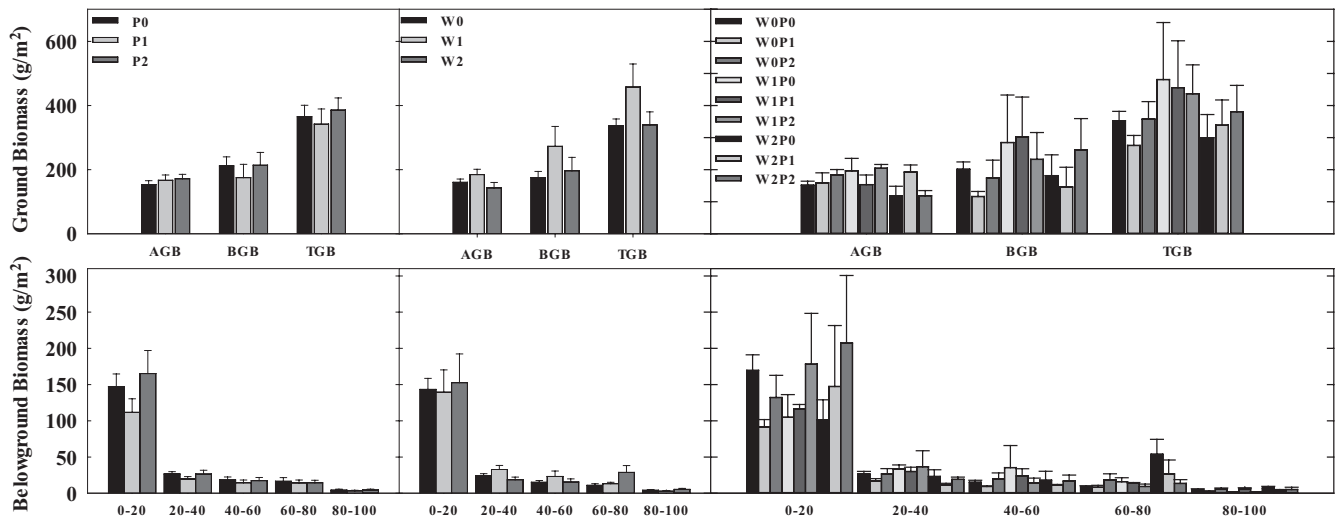 Ground Biomass (g/m²)
600
400
200
0
P0
P1
P2
AGB BGB TGB
W0
W1
W2
AGB BGB TGB
W0P0
W0P1
W0P2
W1P0
W1P1
W1P2
W2P0
W2P1
W2P2
AGB BGB TGB
Belowground Biomass (g/m²)
300
250
200
150
100
50
0
0-20 20-40 40-60 60-80 80-100
0-20 20-40 40-60 60-80 80-100
0-20 20-40 40-60 60-80 80-100